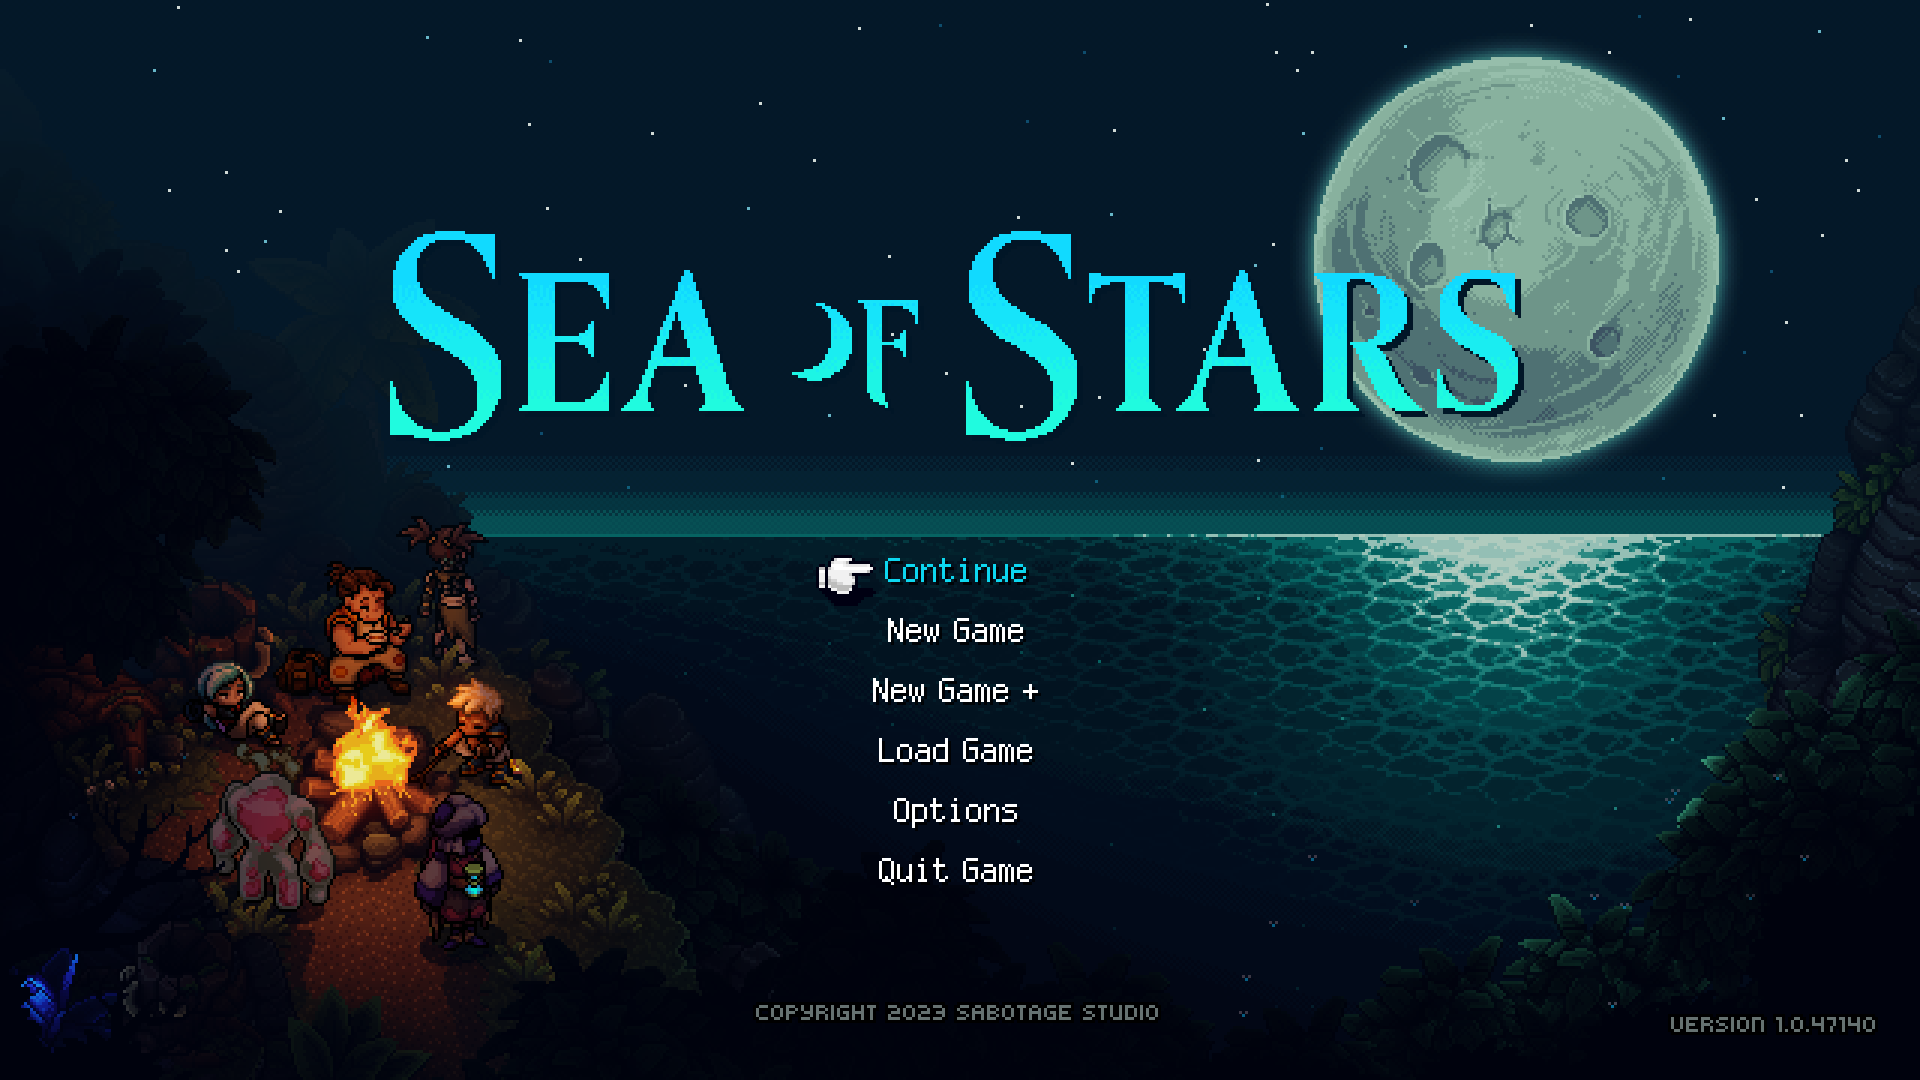 SEA OF STARS
Continue
New Game
New Game +
Load Game
Options
Quit Game
COPYRIGHT 2023 SABOTAGE STUDIO
VERSION 1.0.47140